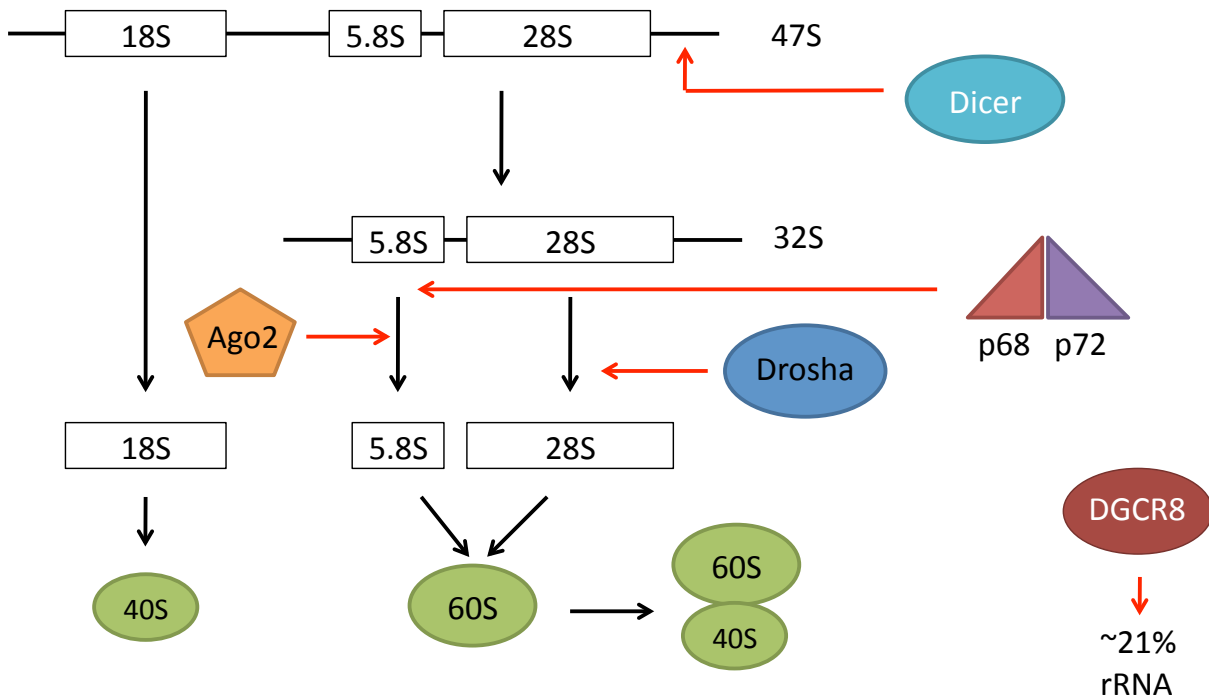 18S
5.8S
28S
47S
Dicer
5.8S
28S
32S
Ago2
p68
p72
Drosha
18S
5.8S
28S
DGCR8
40S
60S
60S
40S
~21%
rRNA